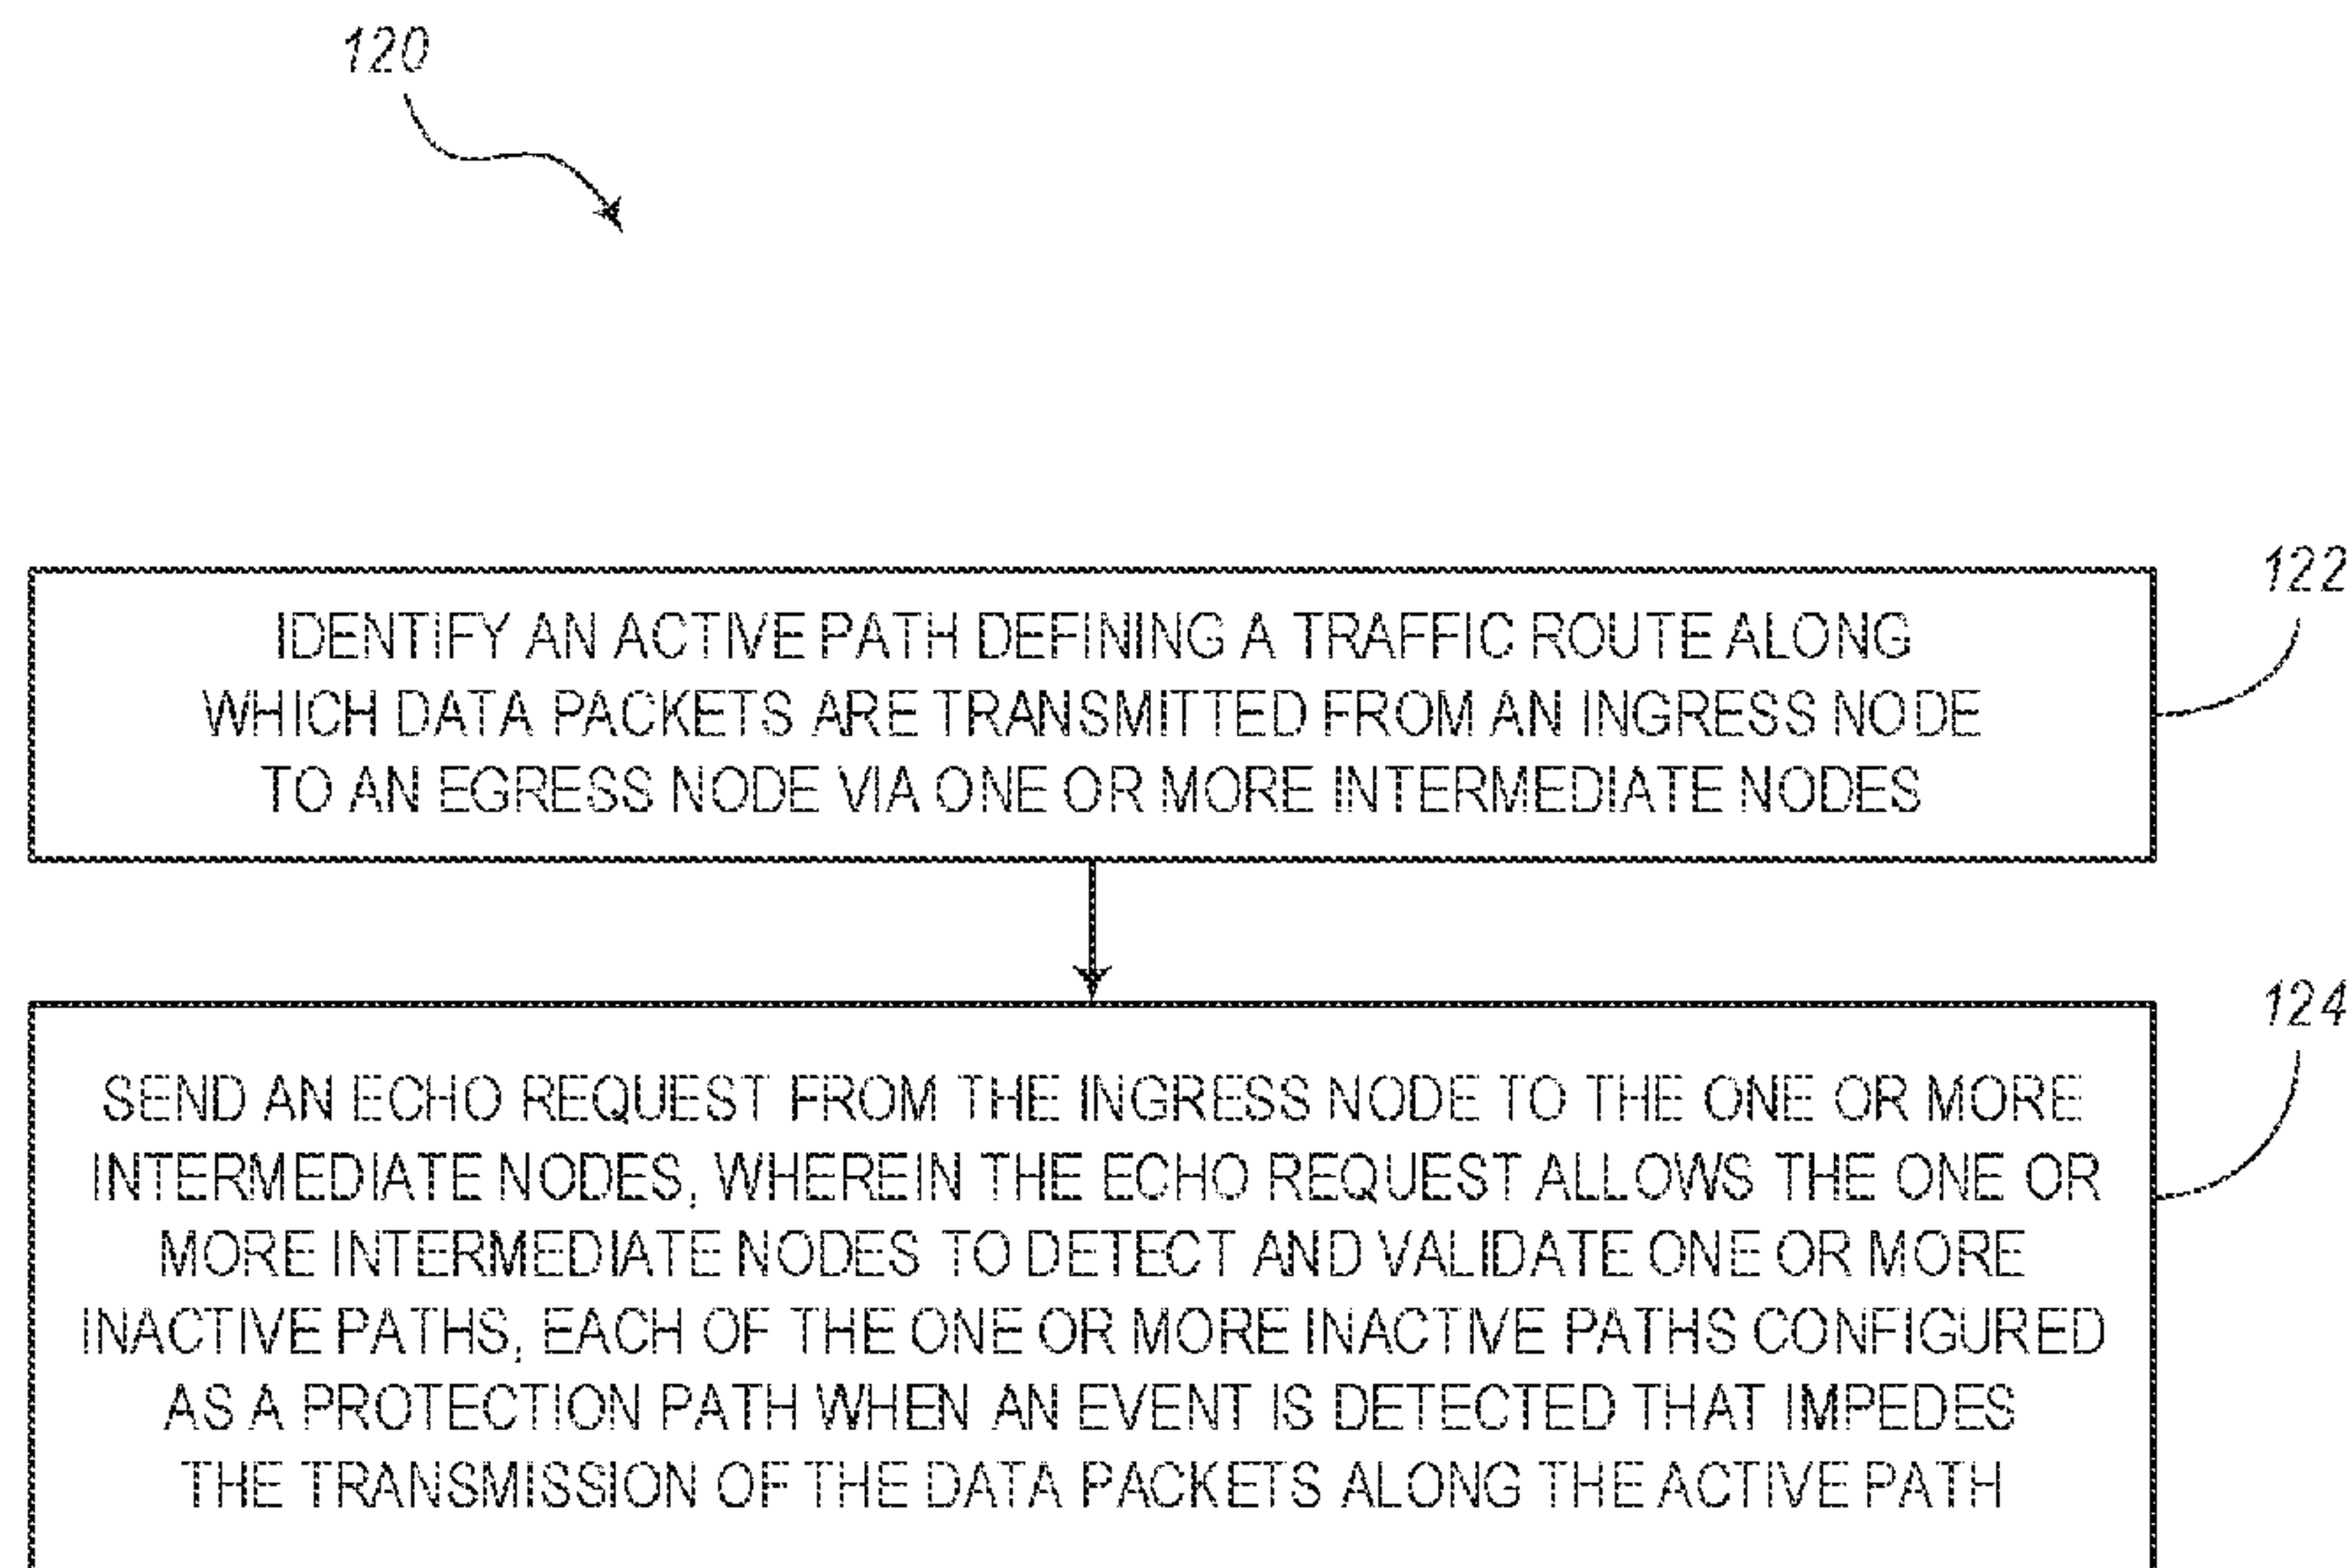 120
122
IDENTIFY AN ACTIVE PATH DEFINING A TRAFFIC ROUTE ALONG
WHICH DATA PACKETS ARE TRANSMITTED FROM AN INGRESS NODE
TO AN EGRESS NODE VIA ONE OR MORE INTERMEDIATE NODES
124
SEND AN ECHO REQUEST FROM THE INGRESS NODE TO THE ONE OR MORE
INTERMEDIATE NODES, WHEREIN THE ECHO REQUEST ALLOWS THE ONE OR
MORE INTERMEDIATE NODES TO DETECT AND VALIDATE ONE OR MORE
INACTIVE PATHS, EACH OF THE ONE OR MORE INACTIVE PATHS CONFIGURED
AS A PROTECTION PATH WHEN AN EVENT IS DETECTED THAT IMPEDES
THE TRANSMISSION OF THE DATA PACKETS ALONG THE ACTIVE PATH